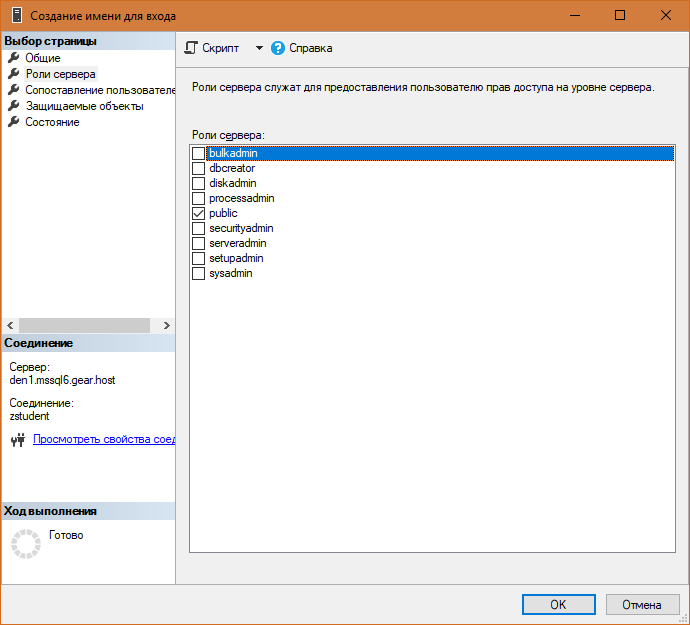 Создание имени для входа
Выбор страницы
Общие
Роли сервера
Сопоставление пользователе
Защищаемые объекты
Состояние
Скрипт
Справка
Роли сервера служат для предоставления пользователю прав доступа на уровне сервера.
Роли сервера:
bulkadmin
dbcreator
diskadmin
processadmin
public
securityadmin
serveradmin
setupadmin
sysadmin
Соединение
Сервер:
den1.mssql6.gear.host
Соединение:
zstudent
Просмотреть свойства соед
Ход выполнения
Готово
OK
Отмена